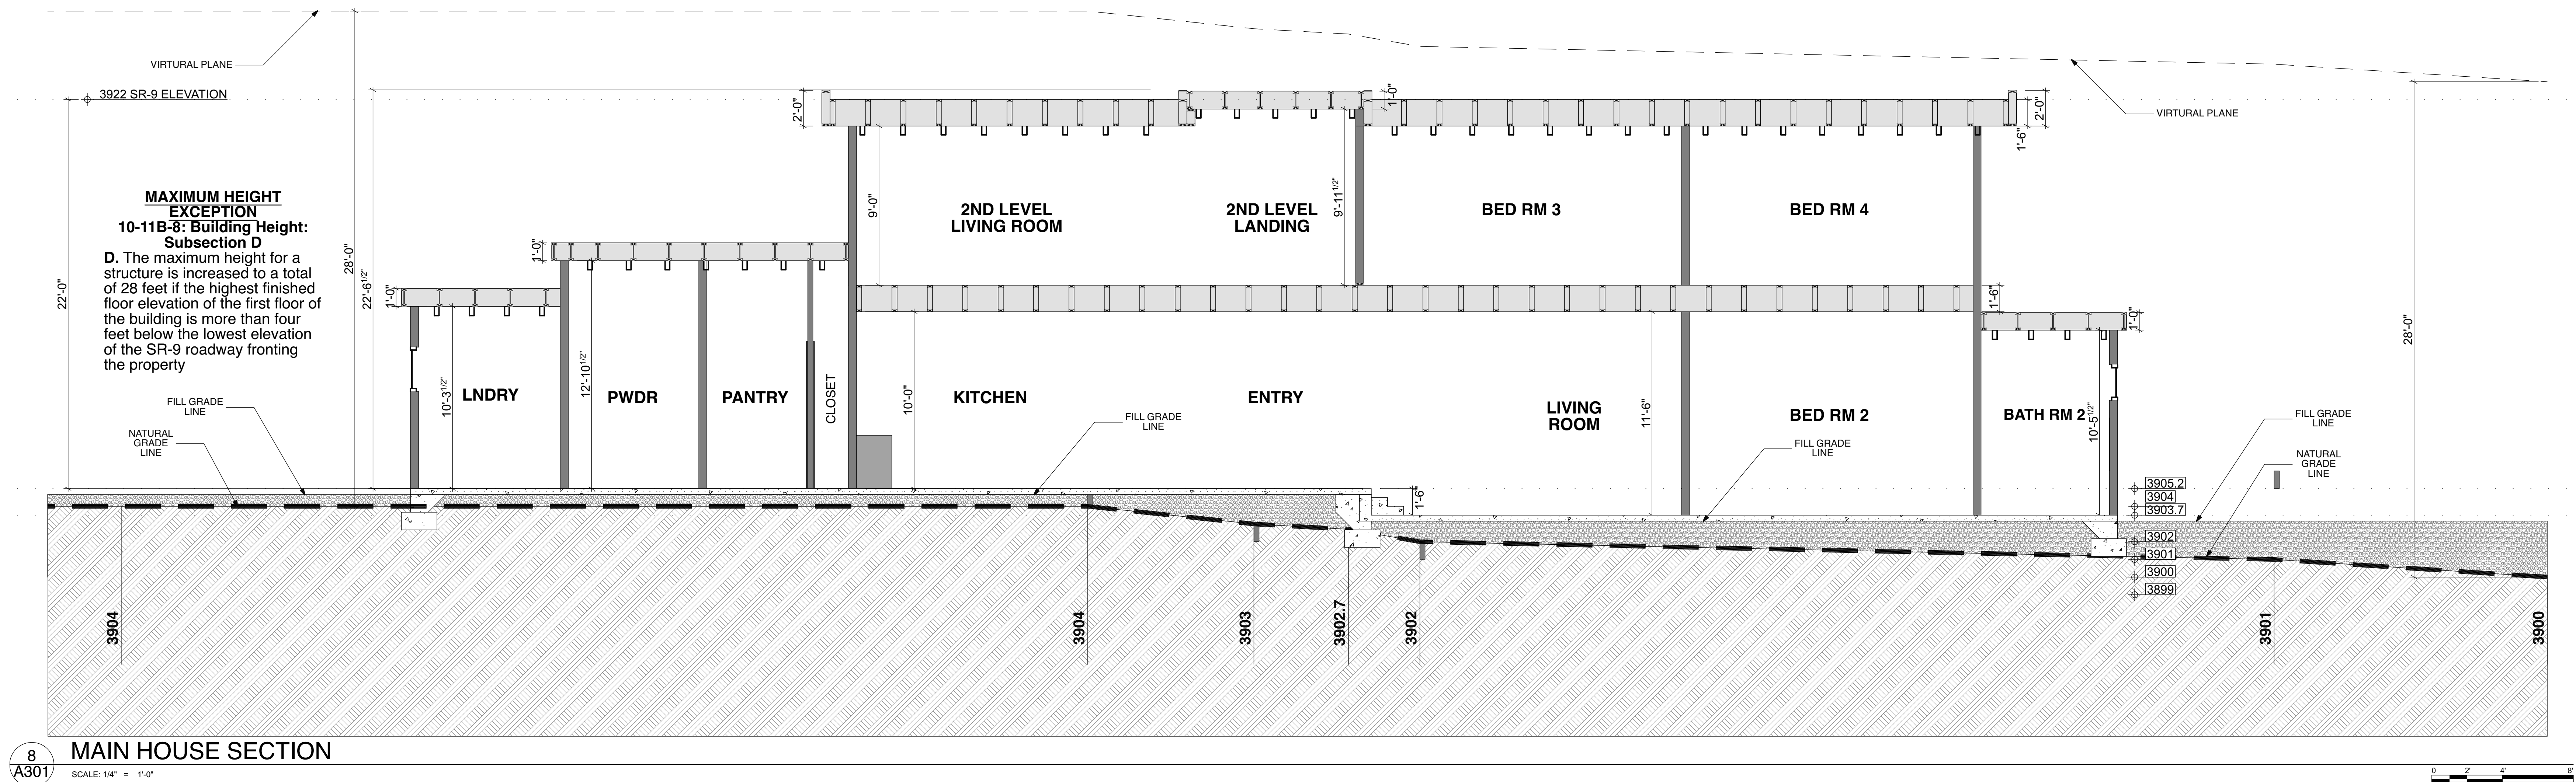 VIRTURAL PLANE
3922 SR-9 ELEVATION
VIRTURAL PLANE
MAXIMUM HEIGHT
EXCEPTION
10-11B-8: Building Height:
Subsection D
D. The maximum height for a
structure is increased to a total
of 28 feet if the highest finished
floor elevation of the first floor of
the building is more than four
feet below the lowest elevation
of the SR-9 roadway fronting
the property
22'-0"
28'-0"
22'-6 1/2"
1'-0"
1'-0"
2'-0"
9'-0"
2ND LEVEL
LIVING ROOM
2ND LEVEL
LANDING
9'-11 1/2"
1'-0"
BED RM 3
BED RM 4
2'-0"
1'-6"
1'-6"
1'-0"
28'-0"
LNDRY
10'-3 1/2"
12'-10 1/2"
PWDR
PANTRY
CLOSET
KITCHEN
10'-0"
ENTRY
LIVING
ROOM
11'-6"
BED RM 2
BATH RM 2
10'-5 1/2"
1'-6"
FILL GRADE
LINE
NATURAL
GRADE
LINE
FILL GRADE
LINE
FILL GRADE
LINE
FILL GRADE
LINE
NATURAL
GRADE
LINE
3905.2
3904
3903.7
3902
3901
3900
3899
3904
3904
3903
3902.7
3902
3901
3900
8
A301
MAIN HOUSE SECTION
SCALE: 1/4" = 1'-0"
0 2' 4' 8'